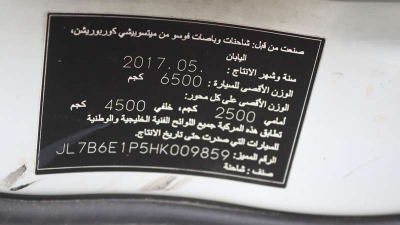 صنعت من قبل: شاحنات وباصات فوسو من ميتسوبيشي كوربوريشن،
اليابان
سنة وشهر الانتاج: 2017.05.
الوزن الأقصى للسيارة: 6500 كجم
الوزن الأقصى على كل محور:
أمامي 2500 كجم، خلفي 4500 كجم
تطابق هذه المركبة جميع اللوائح الفنية الخليجية والوطنية
للسيارات التي صدرت حتى تاريخ الانتاج.
الرقم المميز: JL7B6E1P5HK009859
صنف: شاحنة